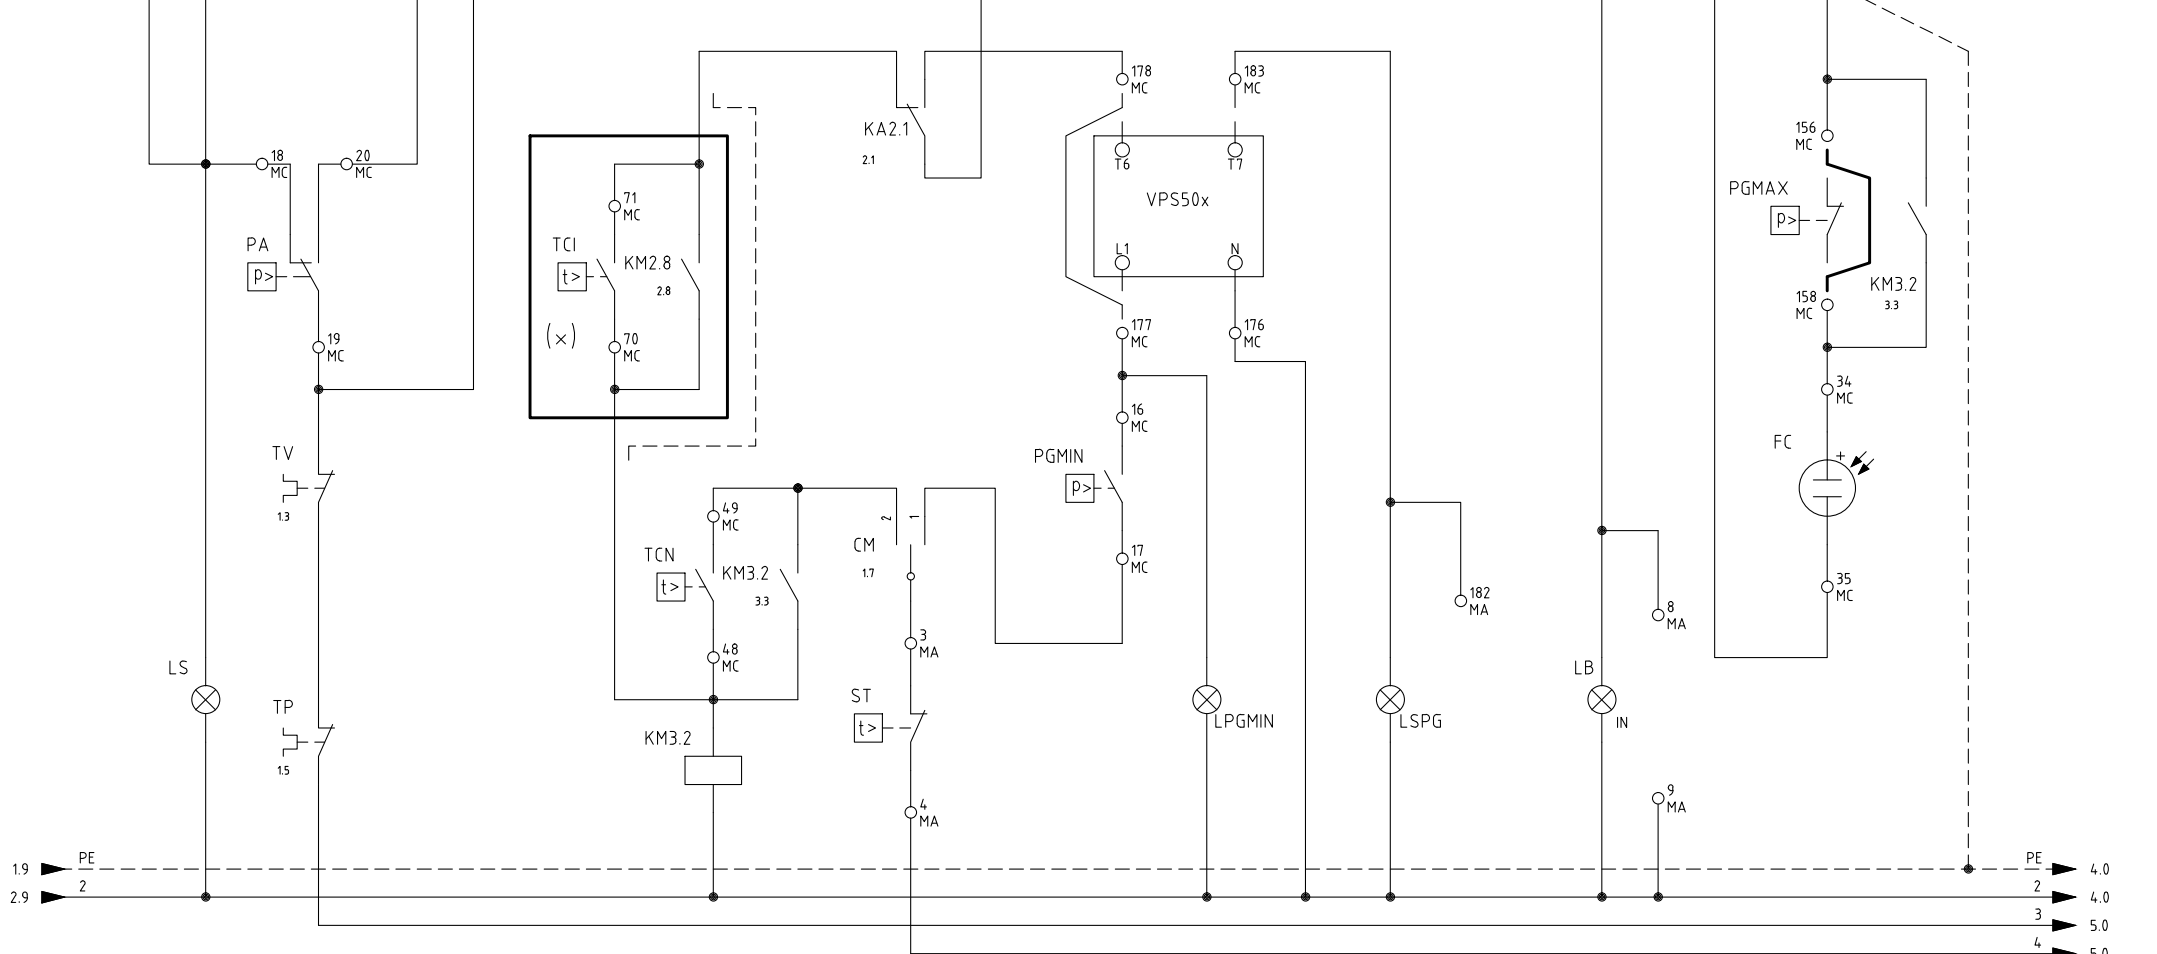 178
MC
183
MC
KA2.1
2.1
156
MC
T6
T7
18
MC
20
MC
VPS50x
PGMAX
p>
71
MC
PA
p>
TCI
t>
KM2.8
2.8
L1
N
KM3.2
3.3
158
MC
(x)
19
MC
70
MC
177
MC
176
MC
34
MC
16
MC
TV
1.3
PGMIN
p>
FC
+
49
MC
2
1
CM
1.7
TCN
t>
KM3.2
3.3
17
MC
35
MC
182
MA
8
MA
3
MA
48
MC
LS
LB
IN
ST
t>
TP
1.5
LPGMIN
LSPG
KM3.2
4
MA
9
MA
1.9
PE
PE
4.0
2.9
2
2
4.0
3
5.0
4
5.0